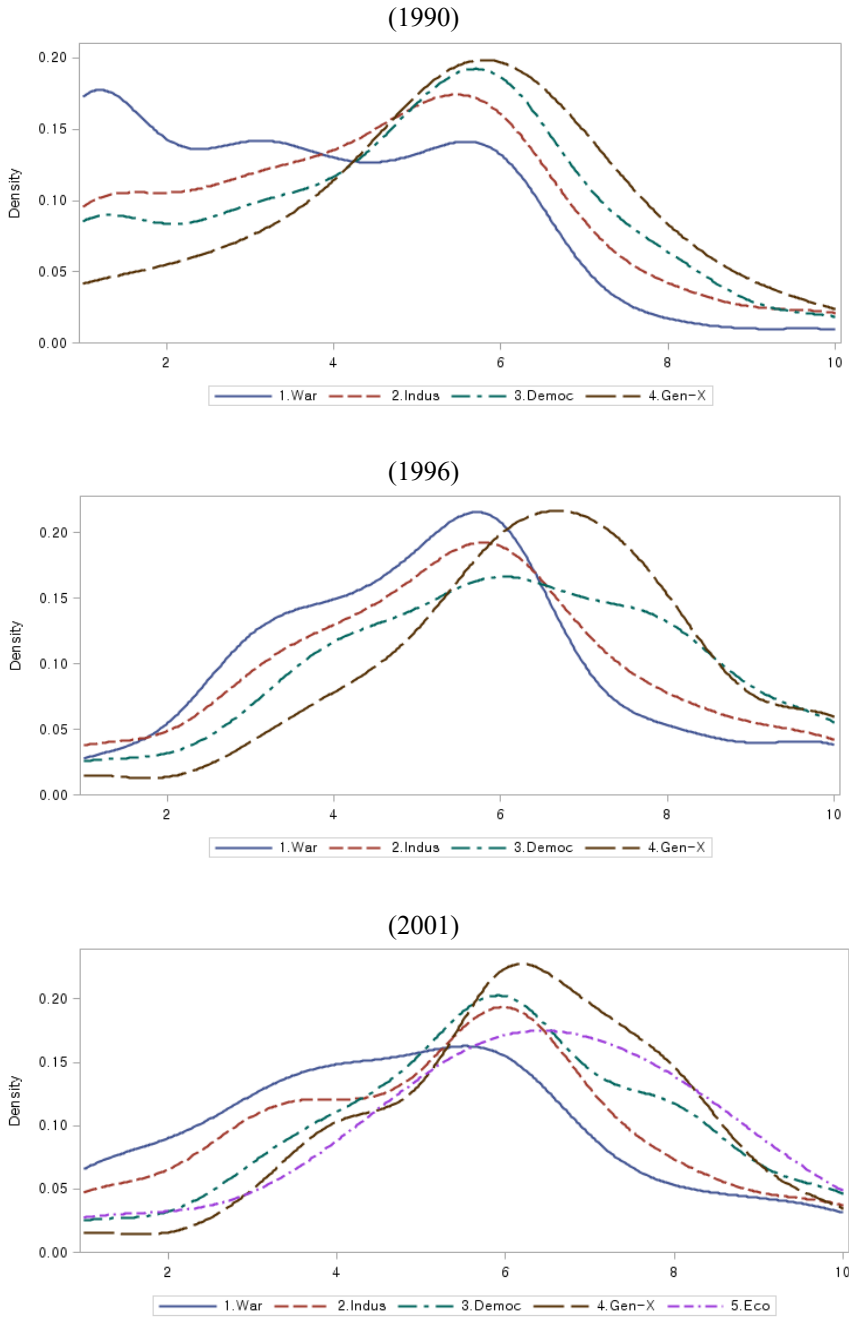 (1990)
0.20
0.15
0.10
0.05
0.00
Density
2 4 6 8 10
1.War 2.Indus 3.Democ 4.Gen-X
(1996)
0.20
0.15
0.10
0.05
0.00
Density
2 4 6 8 10
1.War 2.Indus 3.Democ 4.Gen-X
(2001)
0.20
0.15
0.10
0.05
0.00
Density
2 4 6 8 10
1.War 2.Indus 3.Democ 4.Gen-X 5.Eco